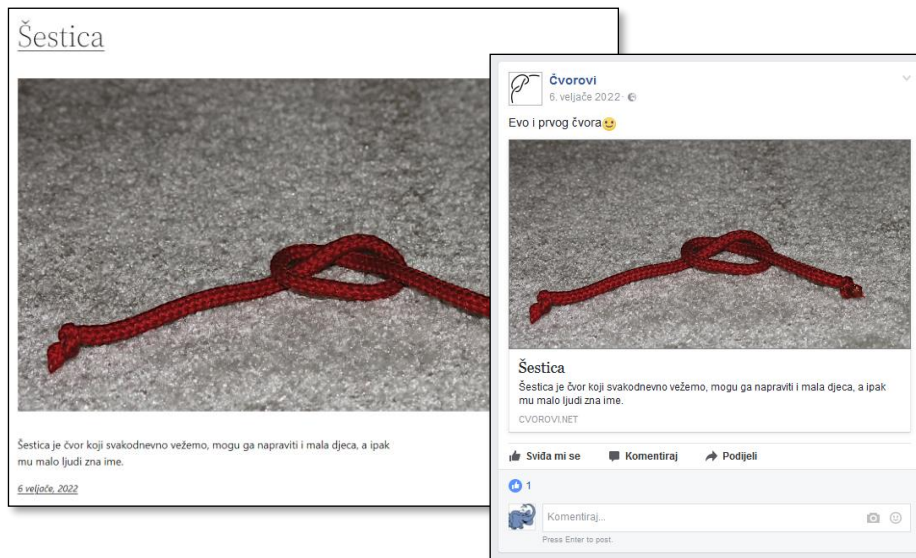 Šestica
Šestica je čvor koji svakodnevno vežemo, mogu ga napraviti i mala djeca, a ipak
mu malo ljudi zna ime.
6 veljače, 2022
Čvorovi
6. veljače 2022 ·
Evo i prvog čvora
Šestica
Šestica je čvor koji svakodnevno vežemo, mogu ga napraviti i mala djeca, a ipak
mu malo ljudi zna ime.
CVOROVI.NET
Sviđa mi se Komentiraj Podijeli
1
Komentiraj...
Press Enter to post.